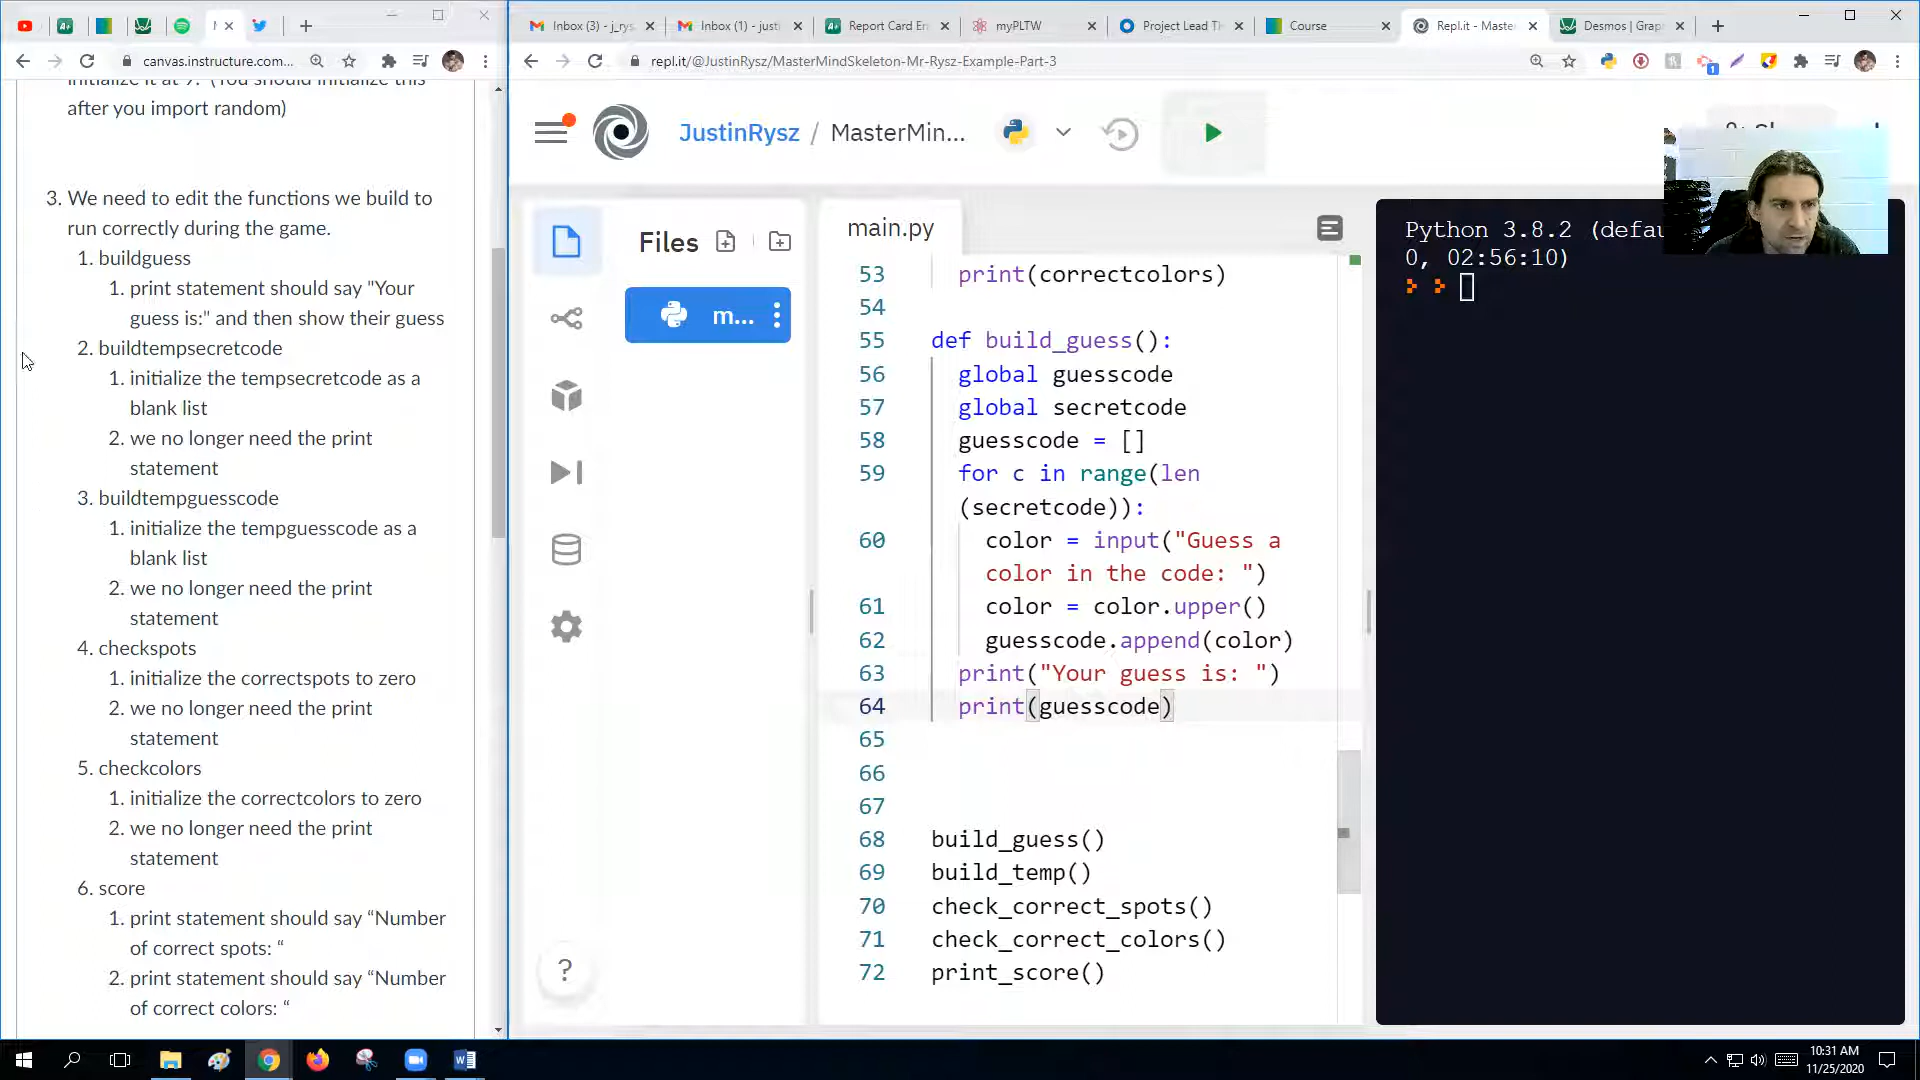 Inbox (3) - j_rys
Inbox (1) - justi
Report Card En
myPLTW
Project Lead Th
Course
Repl.it - Master
Desmos | Grap
canvas.instructure.com...
repl.it/@JustinRysz/MasterMindSkeleton-Mr-Rysz-Example-Part-3
after you import random)
3. We need to edit the functions we build to
run correctly during the game.
1. buildguess
1. print statement should say "Your
guess is:" and then show their guess
2. buildtempsecretcode
1. initialize the tempsecretcode as a
blank list
2. we no longer need the print
statement
3. buildtempguesscode
1. initialize the tempguesscode as a
blank list
2. we no longer need the print
statement
4. checkspots
1. initialize the correctspots to zero
2. we no longer need the print
statement
5. checkcolors
1. initialize the correctcolors to zero
2. we no longer need the print
statement
6. score
1. print statement should say “Number
of correct spots: “
2. print statement should say “Number
of correct colors: “
JustinRysz / MasterMin...
Files
m...
main.py
53 print(correctcolors)
54
55 def build_guess():
56 global guesscode
57 global secretcode
58 guesscode = []
59 for c in range(len
(secretcode)):
60 color = input("Guess a
color in the code: ")
61 color = color.upper()
62 guesscode.append(color)
63 print("Your guess is: ")
64 print(guesscode)
65
66
67
68 build_guess()
69 build_temp()
70 check_correct_spots()
71 check_correct_colors()
72 print_score()
?
Python 3.8.2 (defau
0, 02:56:10)
10:31 AM
11/25/2020